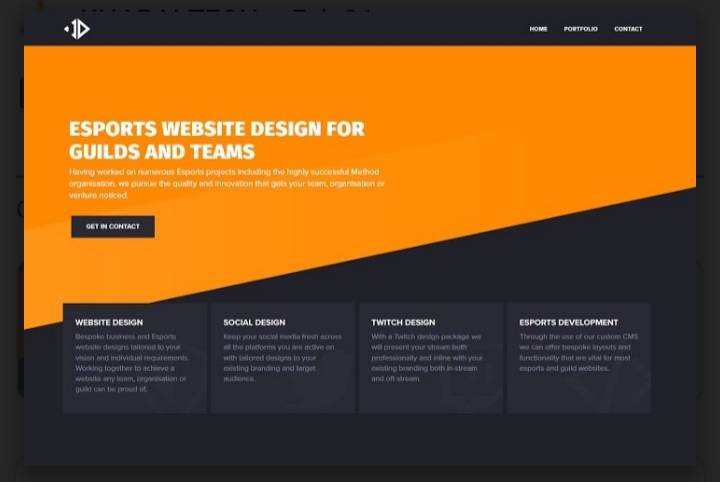 HOME PORTFOLIO CONTACT
ESPORTS WEBSITE DESIGN FOR
GUILDS AND TEAMS
Having worked on numerous Esports projects including the highly successful Method
organisation, we pursue the quality and innovation that gets your team, organisation or
venture noticed.
GET IN CONTACT
WEBSITE DESIGN
Bespoke business and Esports
website designs tailored to your
vision and individual requirements.
Working together to achieve a
website any team, organisation or
guild can be proud of.
SOCIAL DESIGN
Keep your social media fresh across
all the platforms you are active on
with tailored designs to your
existing branding and target
audience.
TWITCH DESIGN
With a Twitch design package we
will present your stream both
professionally and inline with your
existing branding both in-stream
and off-stream.
ESPORTS DEVELOPMENT
Through the use of our custom CMS
we can offer bespoke layouts and
functionality that are vital for most
esports and guild websites.